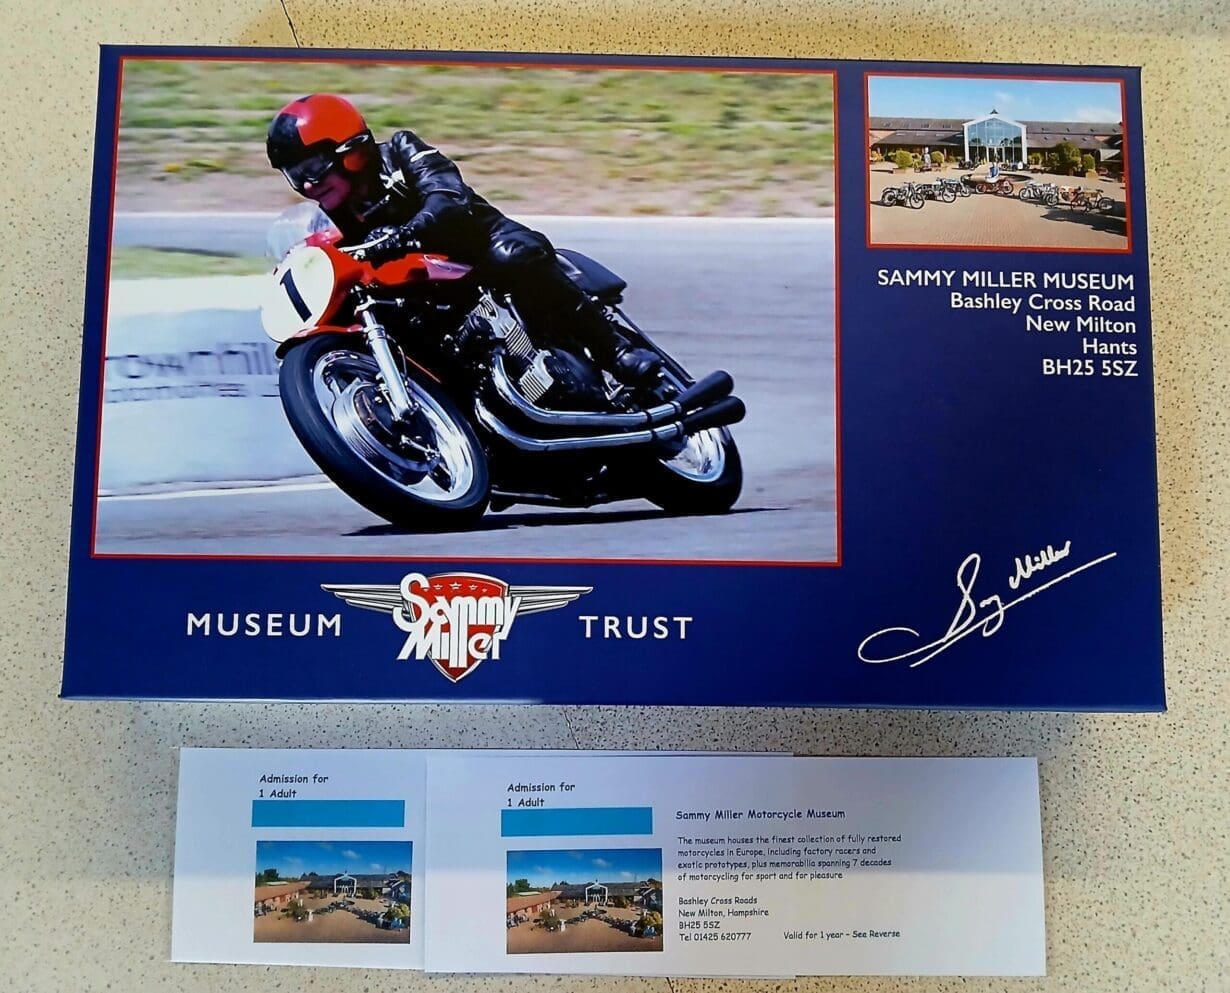 1
SAMMY MILLER MUSEUM
Bashley Cross Road
New Milton
Hants
BH25 5SZ
MUSEUM Sammy Miller TRUST
Sammy Miller
Admission for
1 Adult
Admission for
1 Adult
Sammy Miller Motorcycle Museum
The museum houses the finest collection of fully restored
motorcycles in Europe, including factory racers and
exotic prototypes, plus memorabilia spanning 7 decades
of motorcycling for sport and for pleasure
Bashley Cross Roads
New Milton, Hampshire
BH25 5SZ
Tel 01425 620777 Valid for 1 year - See Reverse